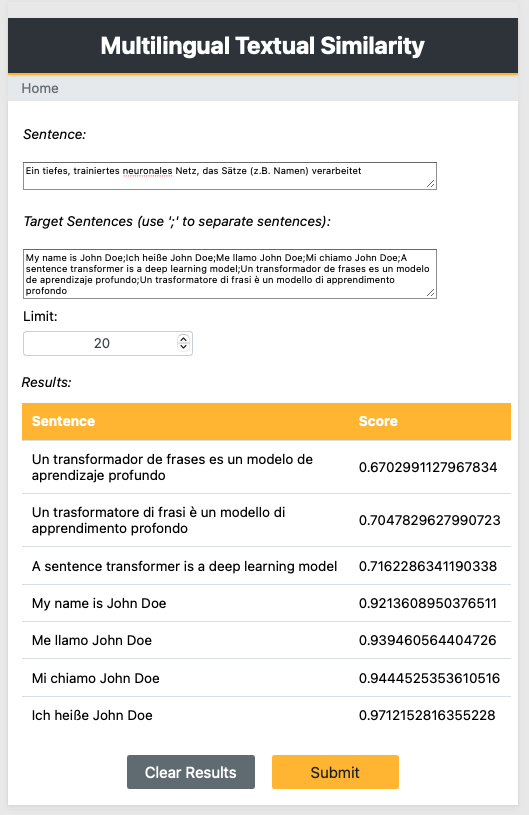 Multilingual Textual Similarity
Home
Sentence:
Ein tiefes, trainiertes neuronales Netz, das Sätze (z.B. Namen) verarbeitet
Target Sentences (use ';' to separate sentences):
My name is John Doe;Ich heiße John Doe;Me llamo John Doe;Mi chiamo John Doe;A
sentence transformer is a deep learning model;Un transformador de frases es un modelo
de aprendizaje profundo;Un trasformatore di frasi è un modello di apprendimento
profondo
Limit:
20
Results:
Sentence Score
Un transformador de frases es un modelo de
aprendizaje profundo 0.6702991127967834
Un trasformatore di frasi è un modello di
apprendimento profondo 0.7047829627990723
A sentence transformer is a deep learning model 0.7162286341190338
My name is John Doe 0.9213608950376511
Me llamo John Doe 0.939460564404726
Mi chiamo John Doe 0.9444525353610516
Ich heiße John Doe 0.9712152816355228
Clear Results Submit